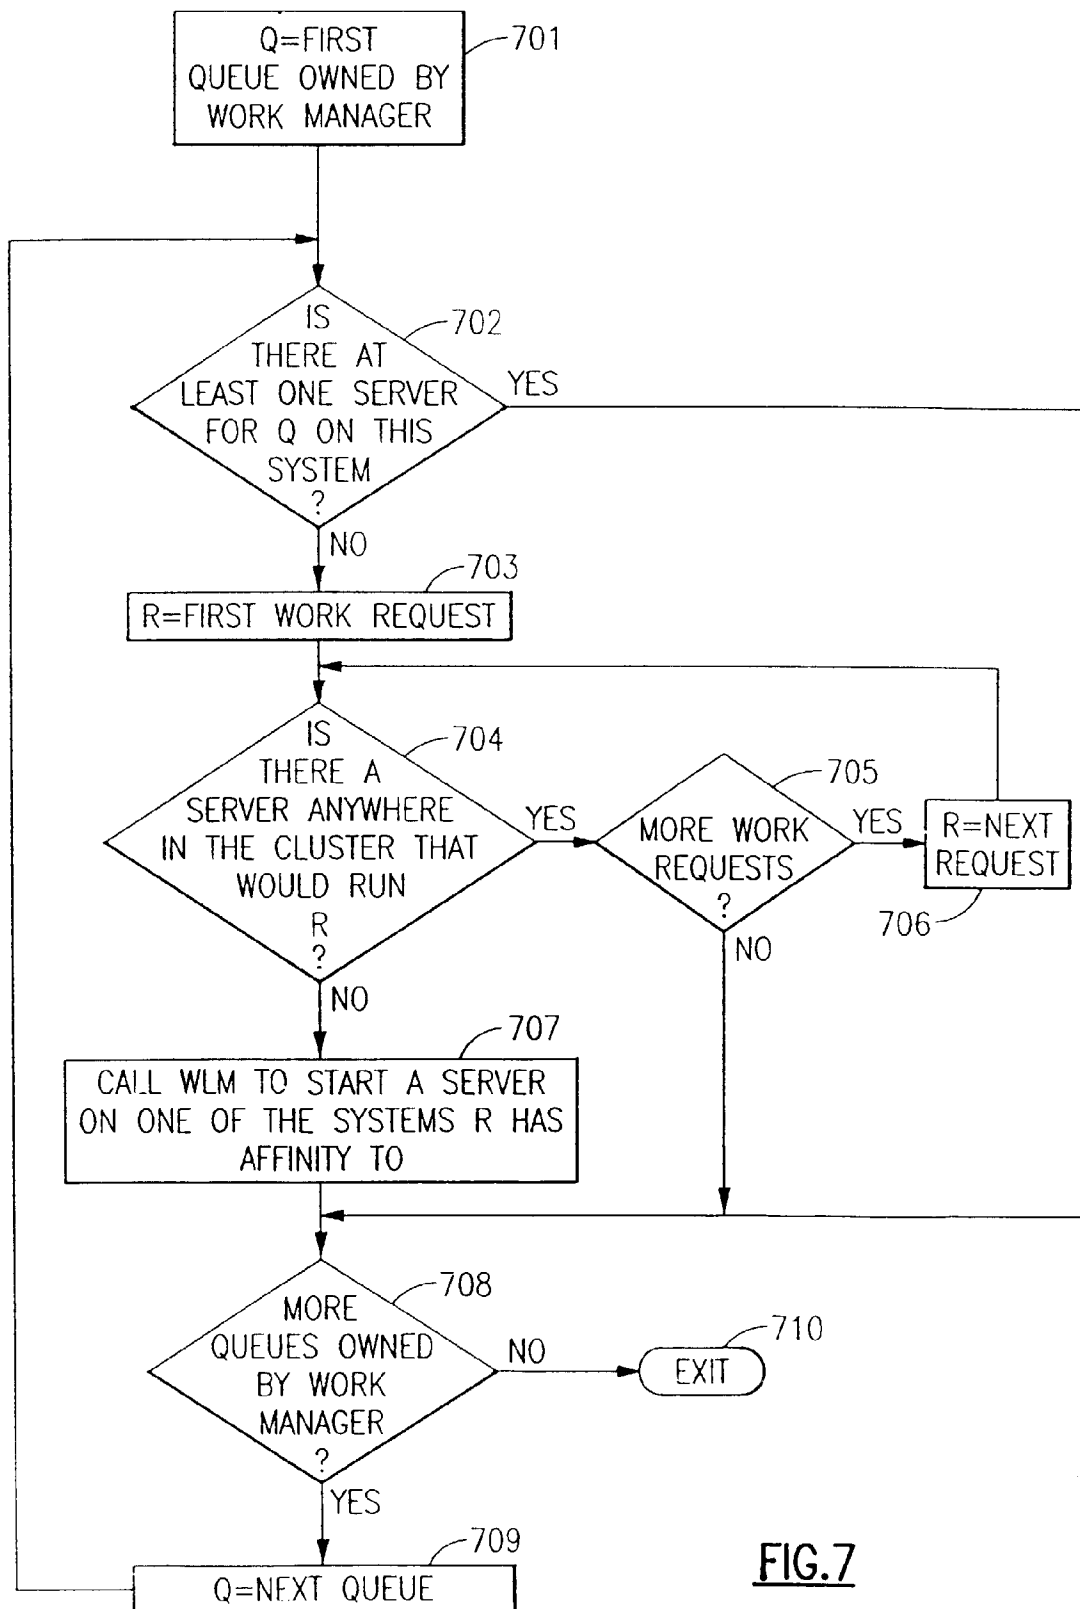 Q=FIRST
QUEUE OWNED BY
WORK MANAGER
701
IS
THERE AT
LEAST ONE SERVER
FOR Q ON THIS
SYSTEM
?
702
YES
NO
703
R=FIRST WORK REQUEST
IS
THERE A
SERVER ANYWHERE
IN THE CLUSTER THAT
WOULD RUN
R
?
704
YES
NO
705
MORE WORK
REQUESTS
?
YES
NO
R=NEXT
REQUEST
706
707
CALL WLM TO START A SERVER
ON ONE OF THE SYSTEMS R HAS
AFFINITY TO
708
MORE
QUEUES OWNED
BY WORK
MANAGER
?
NO
YES
710
EXIT
709
Q=NEXT QUEUE
FIG.7